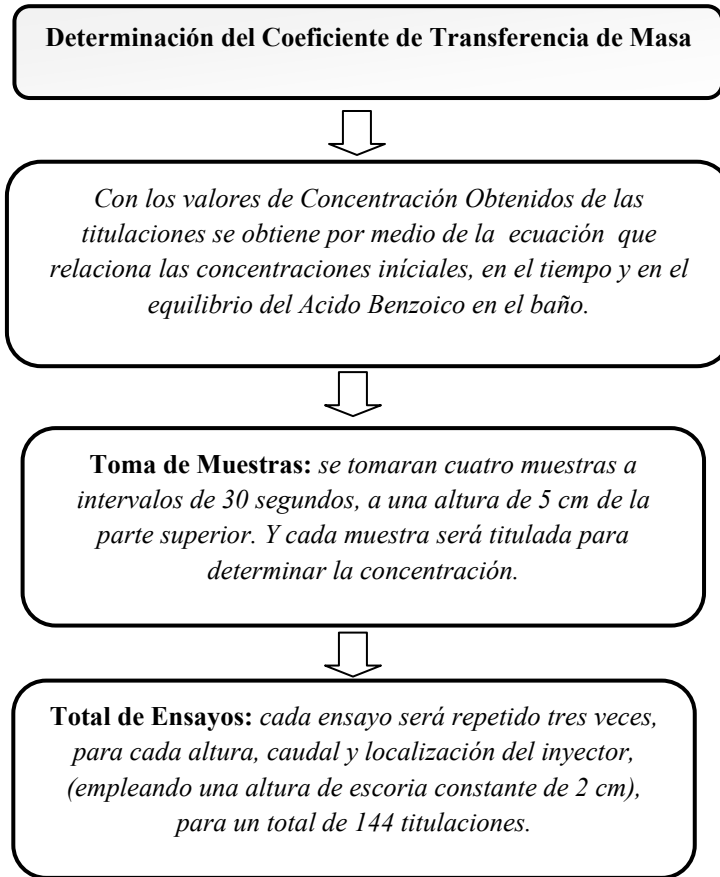 Determinación del Coeficiente de Transferencia de Masa
Con los valores de Concentración Obtenidos de las
titulaciones se obtiene por medio de la ecuación que
relaciona las concentraciones iníciales, en el tiempo y en el
equilibrio del Acido Benzoico en el baño.
Toma de Muestras: se tomaran cuatro muestras a
intervalos de 30 segundos, a una altura de 5 cm de la
parte superior. Y cada muestra será titulada para
determinar la concentración.
Total de Ensayos: cada ensayo será repetido tres veces,
para cada altura, caudal y localización del inyector,
(empleando una altura de escoria constante de 2 cm),
para un total de 144 titulaciones.